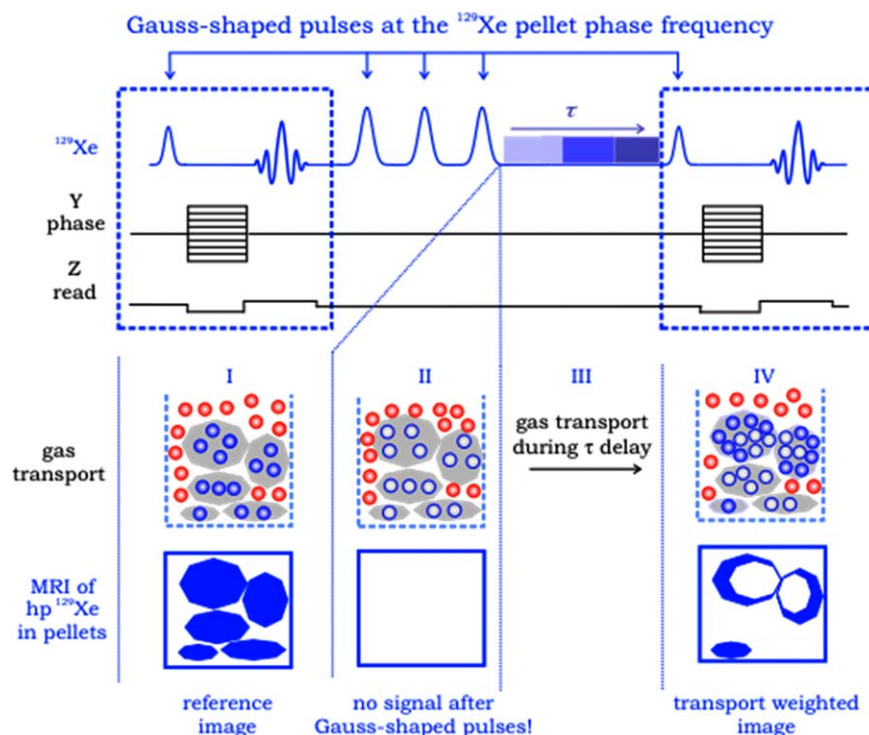 Gauss-shaped pulses at the ¹²⁹Xe pellet phase frequency
τ
¹²⁹Xe
Y
phase
Z
read
I
II
III
IV
gas
transport
gas transport
during τ delay
MRI of
hp ¹²⁹Xe
in pellets
reference
image
no signal after
Gauss-shaped pulses!
transport weighted
image